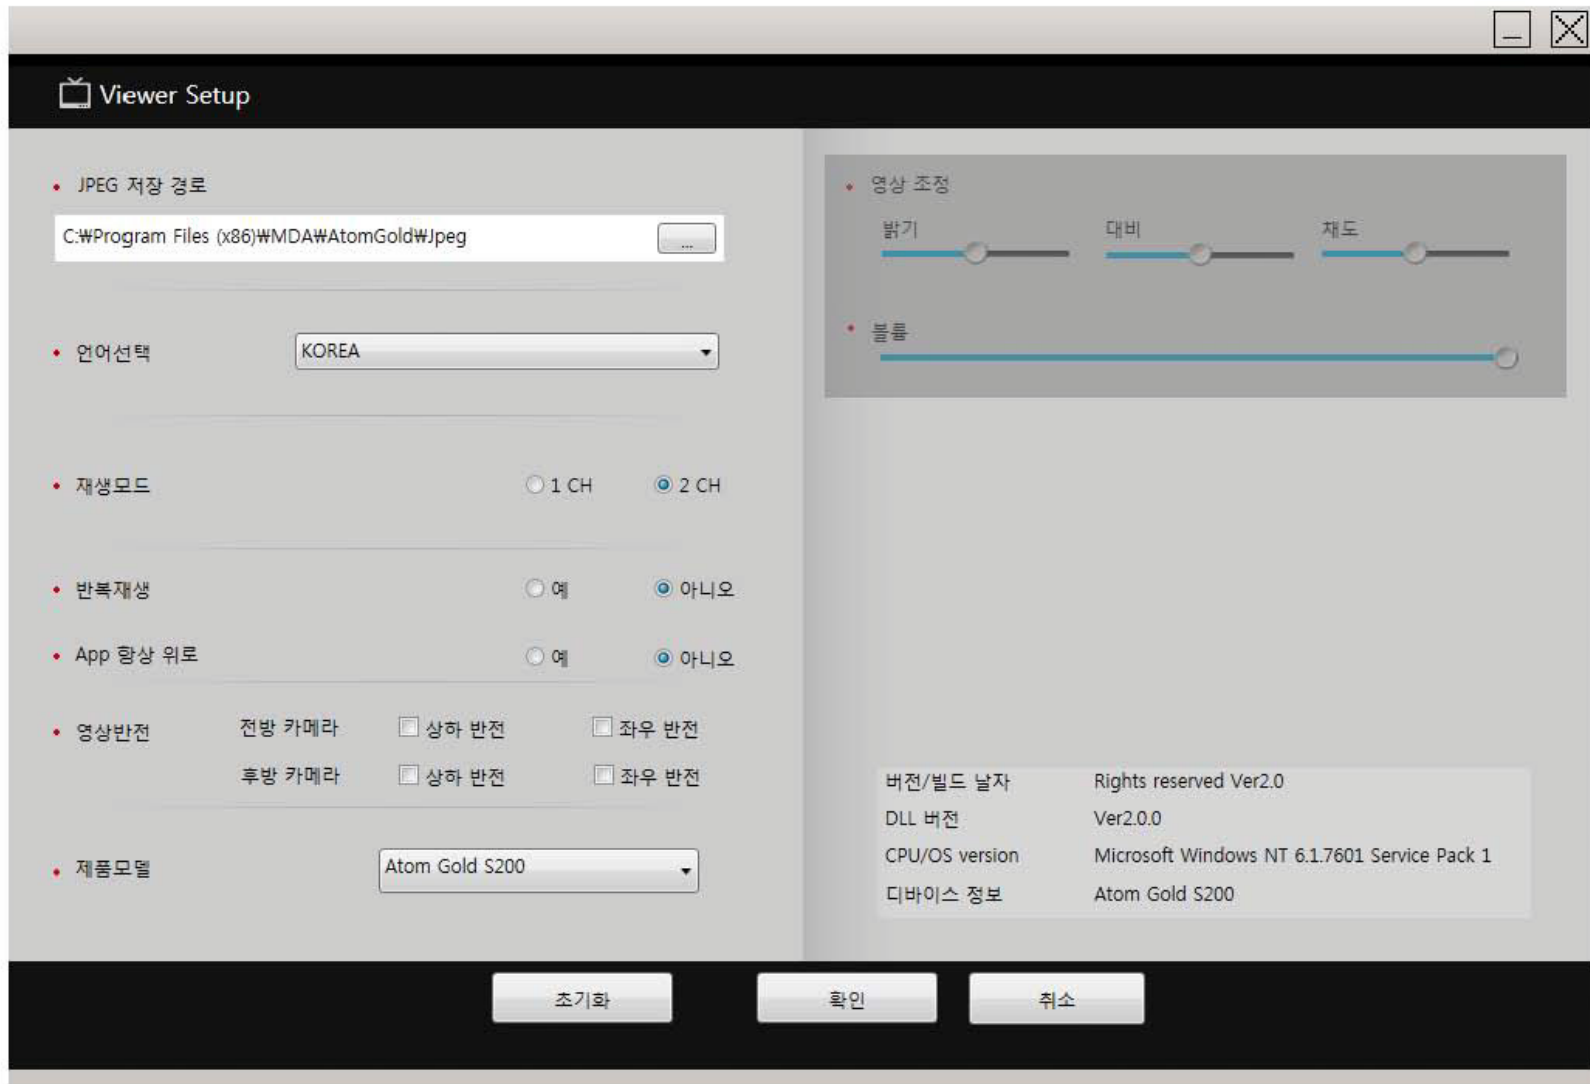 Viewer Setup
JPEG 저장 경로
C:₩Program Files (x86)₩MDA₩AtomGold₩Jpeg
...
언어선택
KOREA
재생모드
1 CH
2 CH
반복재생
예
아니오
App 항상 위로
예
아니오
영상반전
전방 카메라
상하 반전
좌우 반전
후방 카메라
상하 반전
좌우 반전
제품모델
Atom Gold S200
영상 조정
밝기
대비
채도
볼륨
버전/빌드 날자
Rights reserved Ver2.0
DLL 버전
Ver2.0.0
CPU/OS version
Microsoft Windows NT 6.1.7601 Service Pack 1
디바이스 정보
Atom Gold S200
초기화
확인
취소